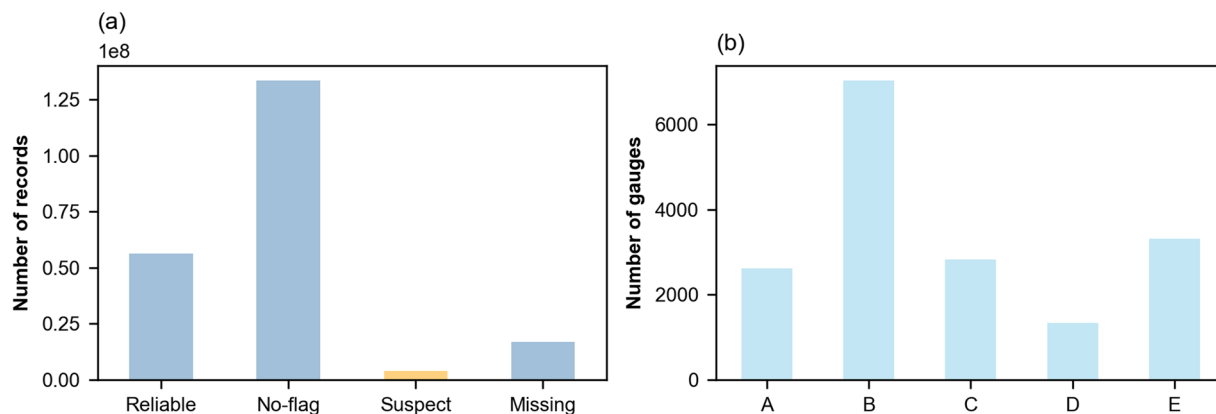 (a)
1e8
1.25
1.00
0.75
0.50
0.25
0.00
Number of records
Reliable No-flag Suspect Missing
(b)
6000
4000
2000
0
Number of gauges
A B C D E